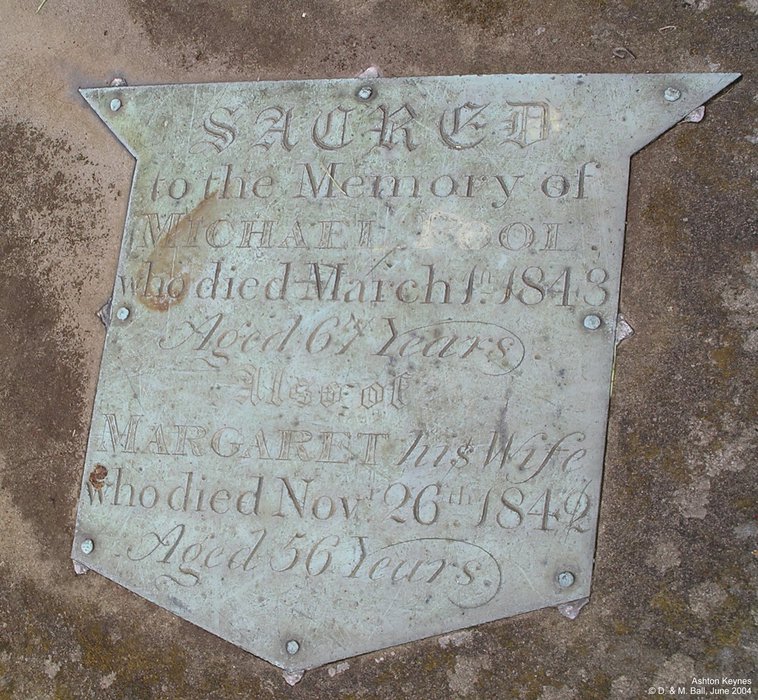 SACRED
to the Memory of
MICHAEL POOL
who died March 1st. 1843
Aged 67 Years
Also of
MARGARET his Wife
who died Novr. 26th 1842
Aged 56 Years
Ashton Keynes
© D. & M. Ball, June 2004